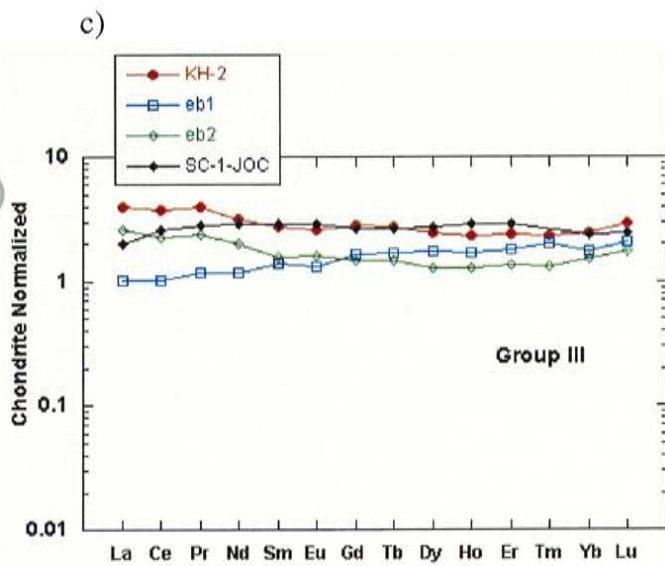 c)
KH-2
eb1
eb2
SC-1-JOC
10
1
0.1
0.01
Chondrite Normalized
Group III
La Ce Pr Nd Sm Eu Gd Tb Dy Ho Er Tm Yb Lu